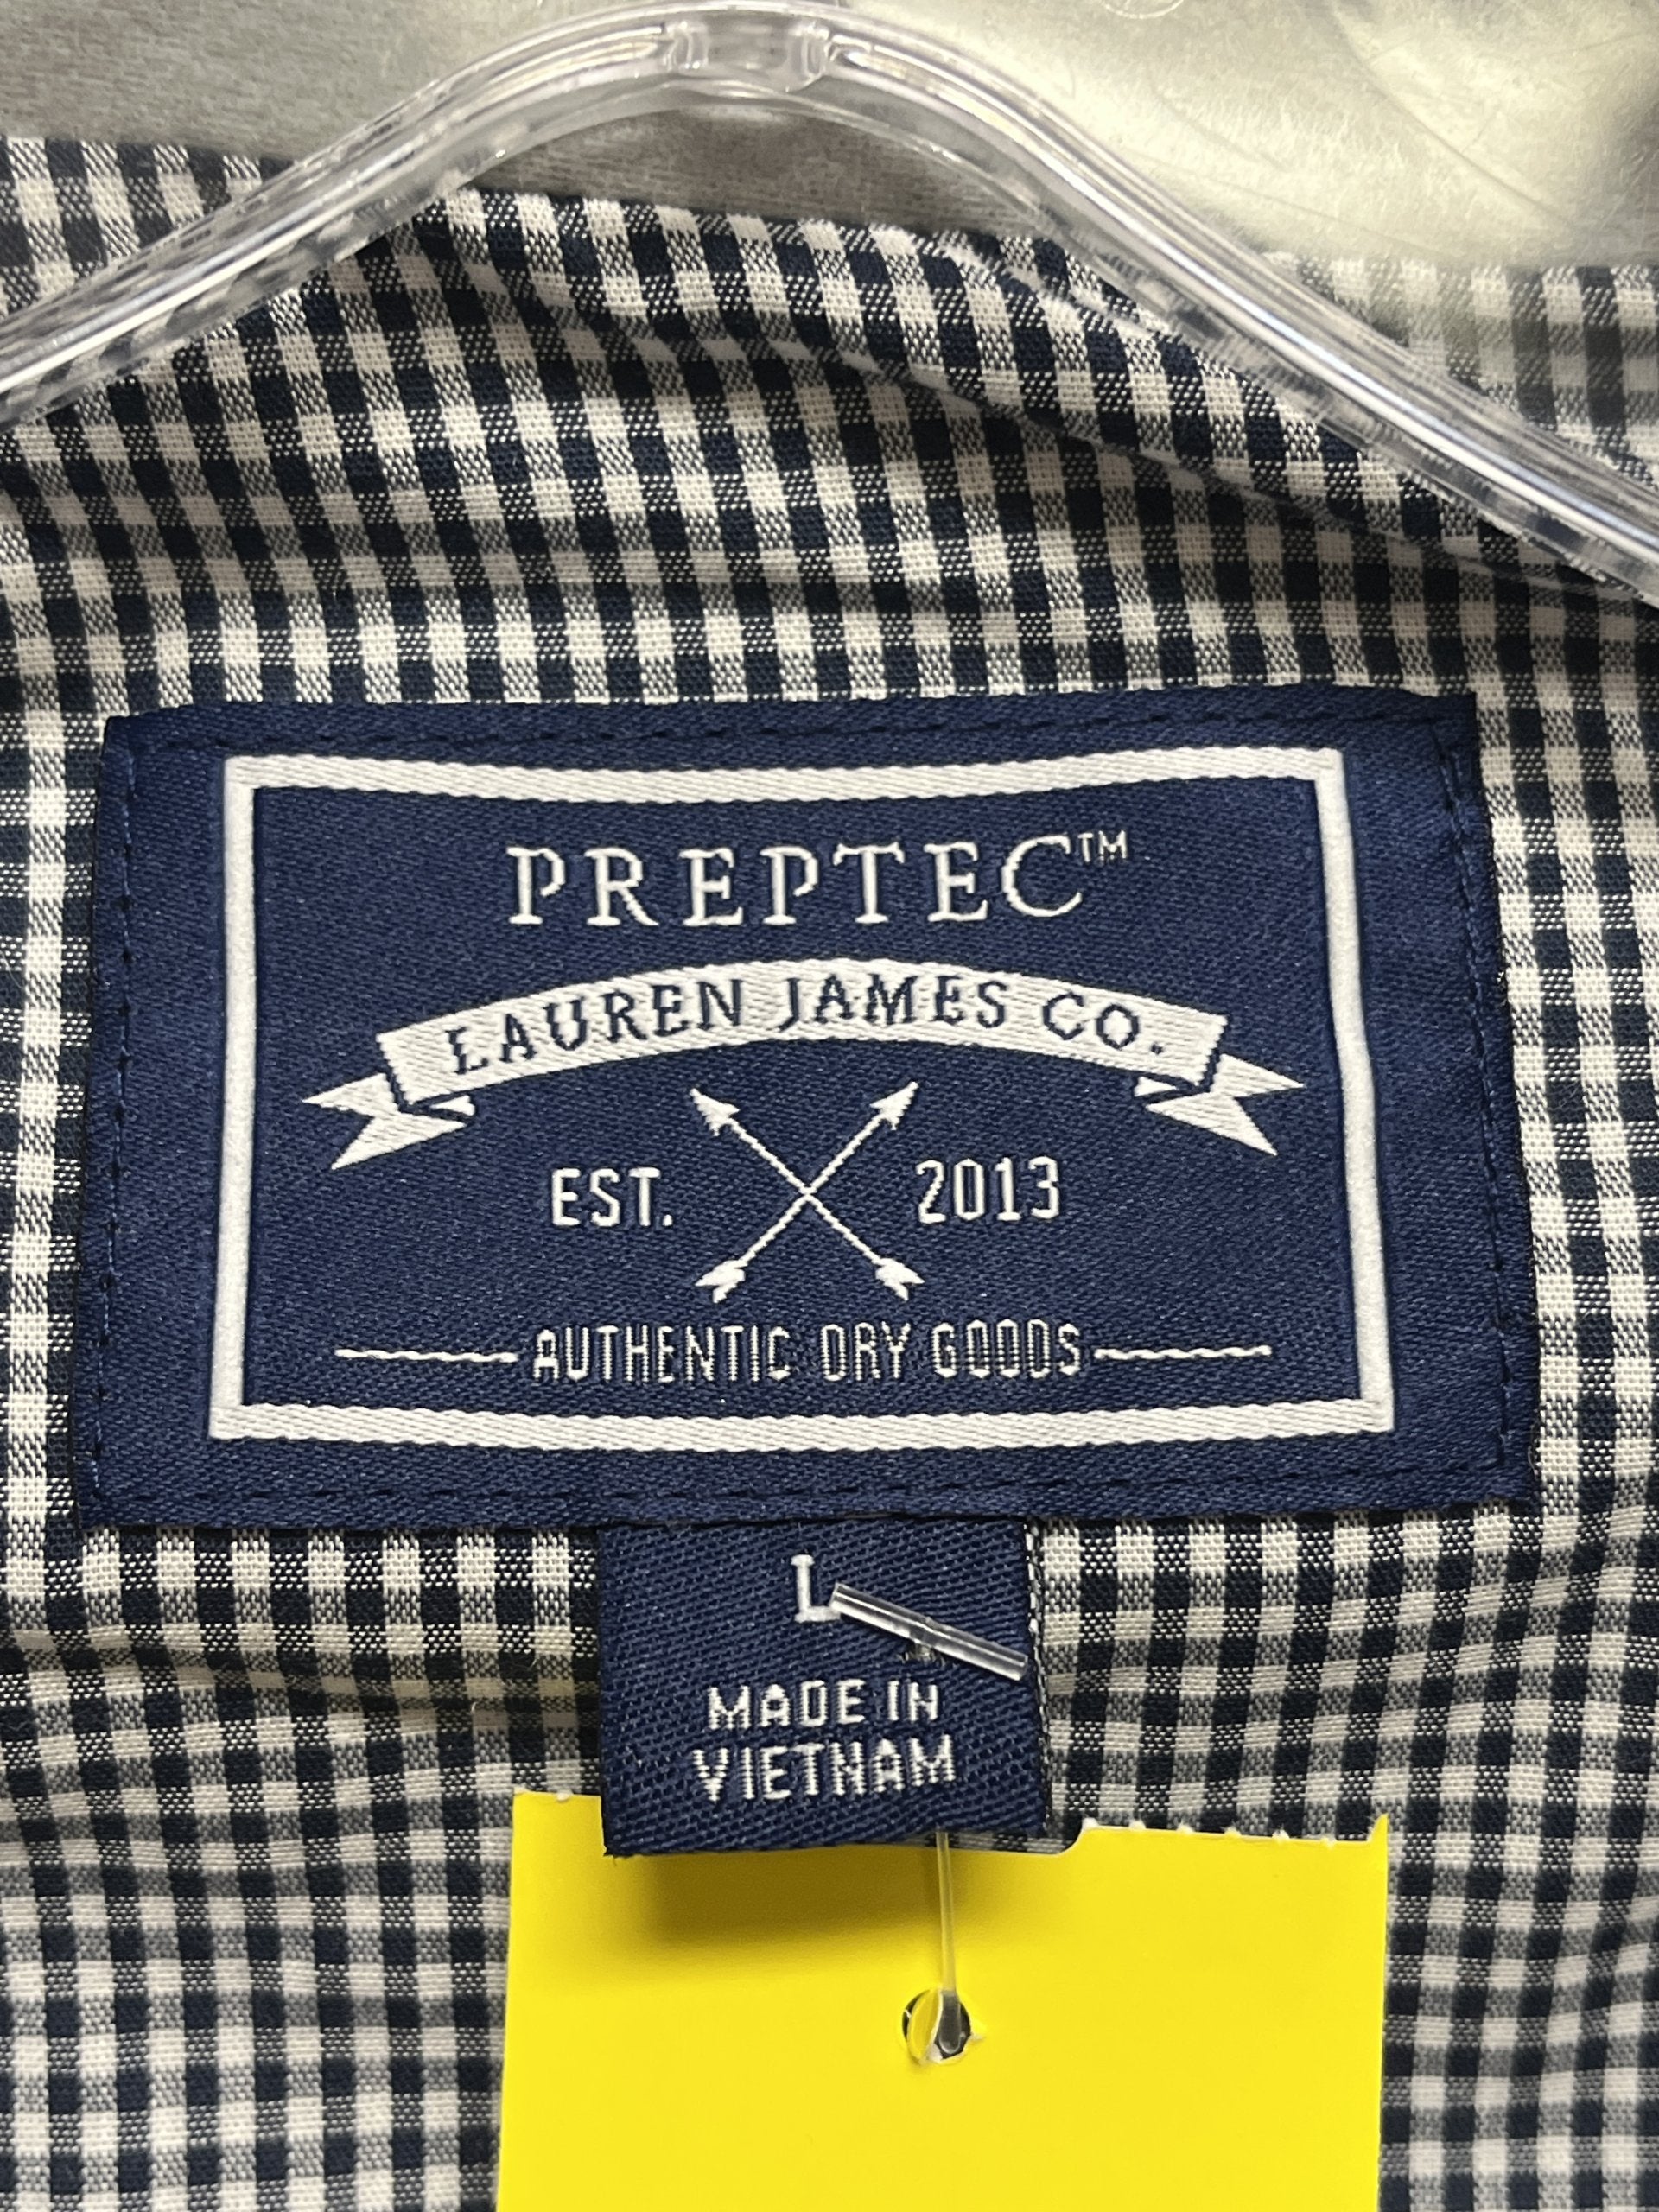 PREPTEC™
LAUREN JAMES CO.
EST. 2013
AUTHENTIC DRY GOODS
L
MADE IN
VIETNAM